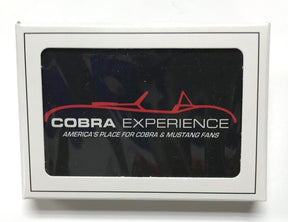 COBRA EXPERIENCE
AMERICA'S PLACE FOR COBRA & MUSTANG FANS